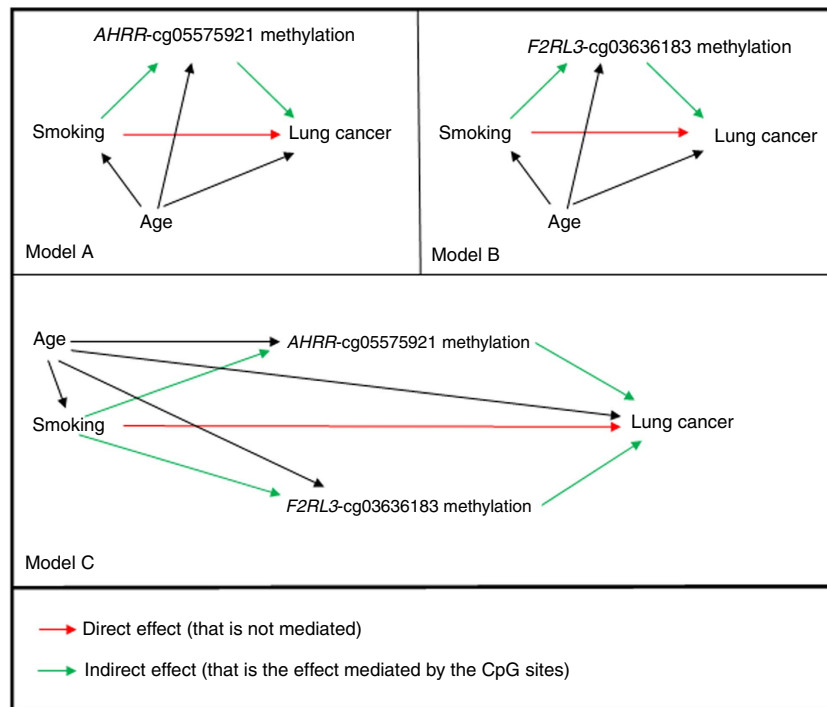 AHRR-cg05575921 methylation
Smoking
Lung cancer
Age
Model A
F2RL3-cg03636183 methylation
Smoking
Lung cancer
Age
Model B
Age
AHRR-cg05575921 methylation
Smoking
Lung cancer
F2RL3-cg03636183 methylation
Model C
Direct effect (that is not mediated)
Indirect effect (that is the effect mediated by the CpG sites)